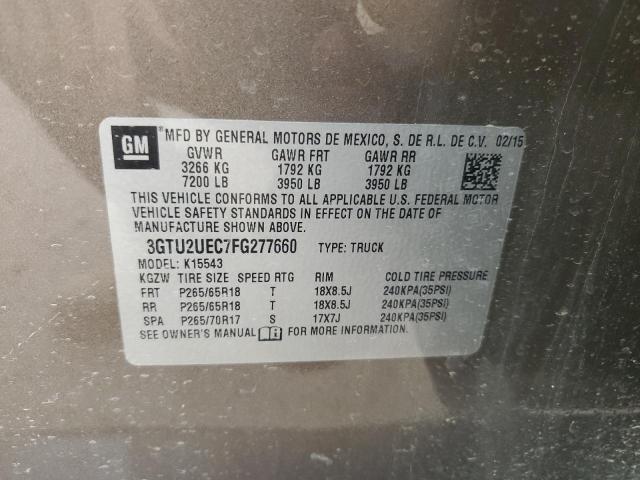 GM
MFD BY GENERAL MOTORS DE MEXICO, S. DE R.L. DE C.V. 02/15
GVWR GAWR FRT GAWR RR
3266 KG 1792 KG 1792 KG
7200 LB 3950 LB 3950 LB
THIS VEHICLE CONFORMS TO ALL APPLICABLE U.S. FEDERAL MOTOR
VEHICLE SAFETY STANDARDS IN EFFECT ON THE DATE OF
MANUFACTURE SHOWN ABOVE.
3GTU2UEC7FG277660 TYPE: TRUCK
MODEL: K15543
KGZW TIRE SIZE SPEED RTG RIM COLD TIRE PRESSURE
FRT P265/65R18 T 18X8.5J 240KPA(35PSI)
RR P265/65R18 T 18X8.5J 240KPA(35PSI)
SPA P265/70R17 S 17X7J 240KPA(35PSI)
SEE OWNER'S MANUAL FOR MORE INFORMATION.